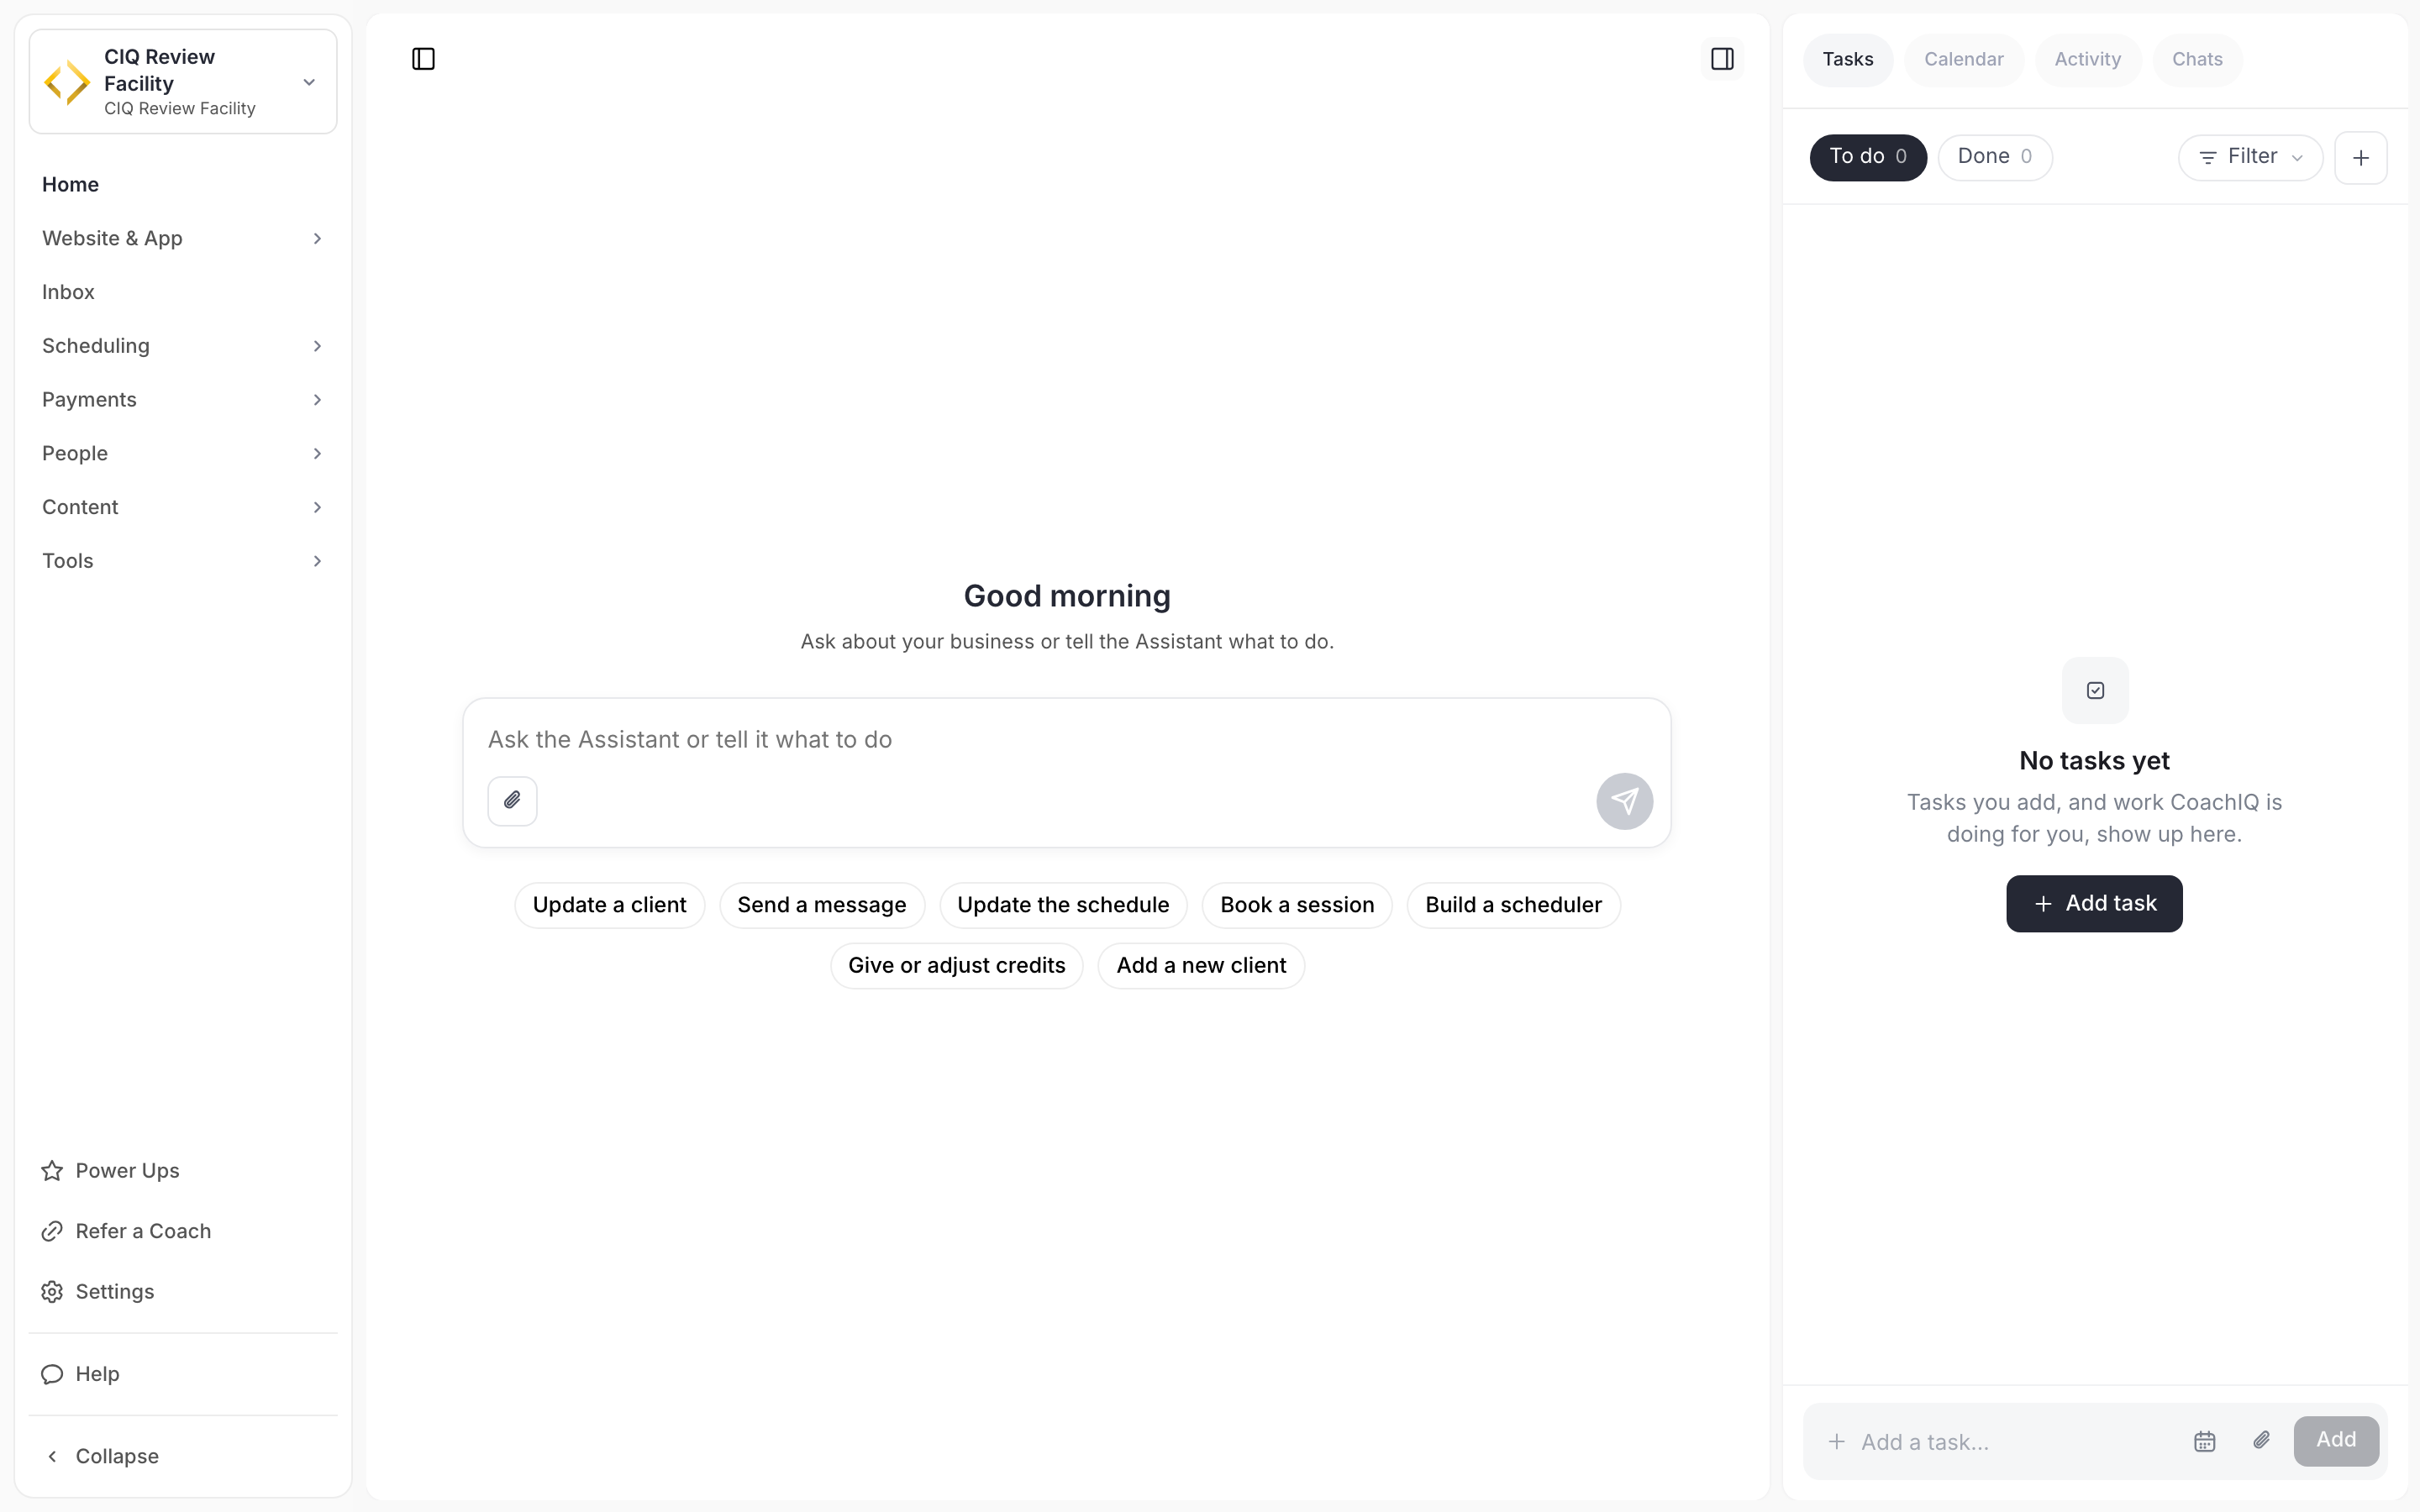 CIQ Review
Facility
CIQ Review Facility
Home
Website & App
Inbox
Scheduling
Payments
People
Content
Tools
Power Ups
Refer a Coach
Settings
Help
Collapse
Good morning
Ask about your business or tell the Assistant what to do.
Ask the Assistant or tell it what to do
Update a client
Send a message
Update the schedule
Book a session
Build a scheduler
Give or adjust credits
Add a new client
Tasks
Calendar
Activity
Chats
To do 0
Done 0
Filter
No tasks yet
Tasks you add, and work CoachIQ is
doing for you, show up here.
Add task
Add a task...
Add